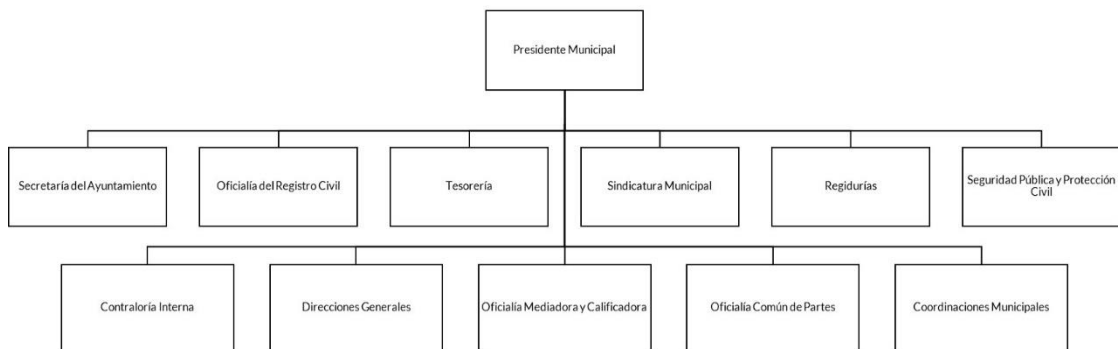 Presidente Municipal
Secretaría del Ayuntamiento
Oficialía del Registro Civil
Tesorería
Sindicatura Municipal
Regidurías
Seguridad Pública y Protección
Civil
Contraloría Interna
Direcciones Generales
Oficialía Mediadora y Calificadora
Oficialía Común de Partes
Coordinaciones Municipales